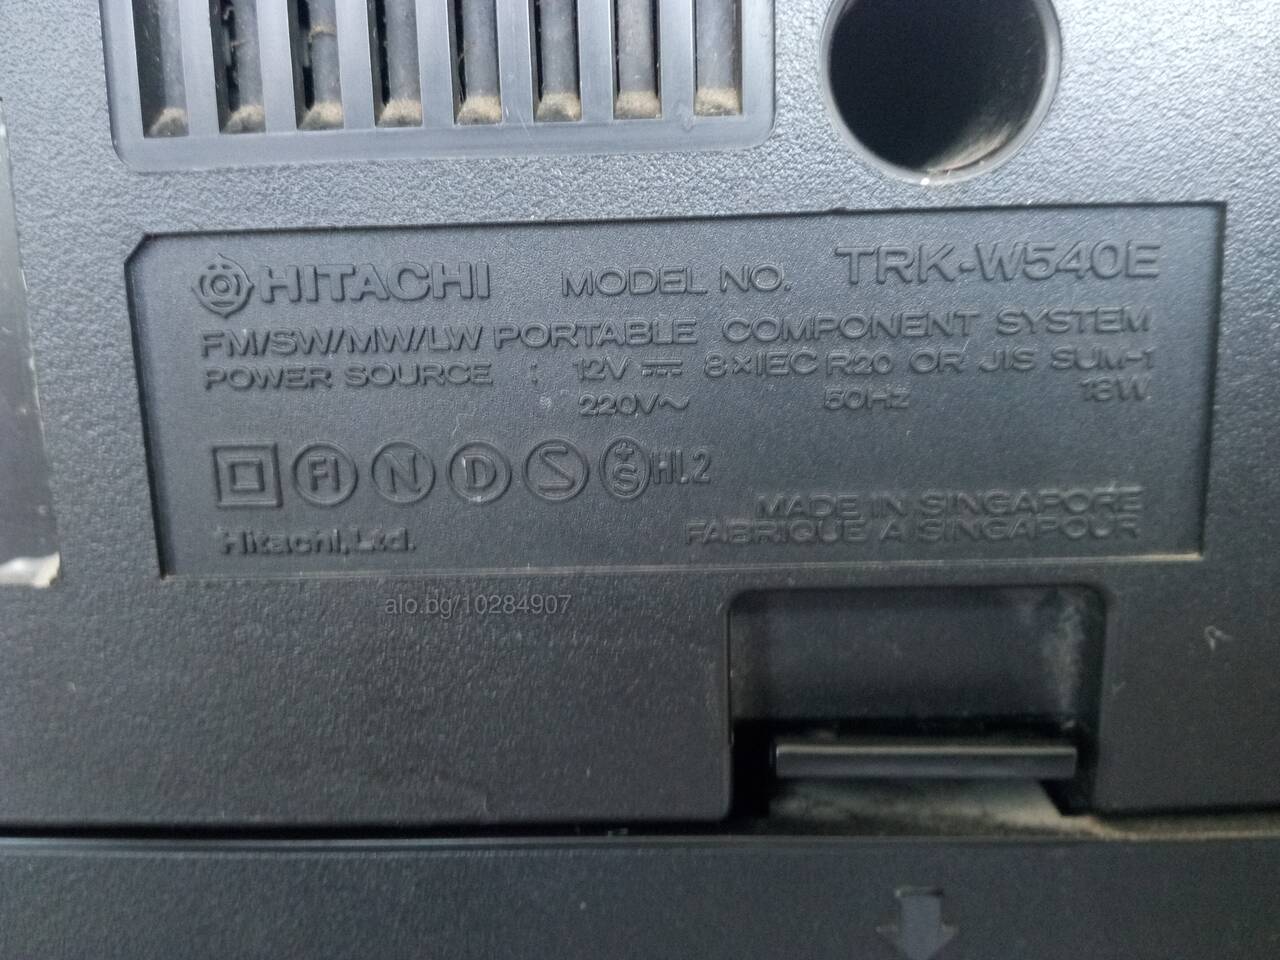 HITACHI MODEL NO. TRK-W540E
FM/SW/MW/LW PORTABLE COMPONENT SYSTEM
POWER SOURCE : 12V ⎓ 8×IEC R20 OR JIS SUM-1
220V~ 50Hz 18W
FI N D S +S HI.2
MADE IN SINGAPORE
FABRIQUE A SINGAPOUR
Hitachi, Ltd.
alo.bg/10284907